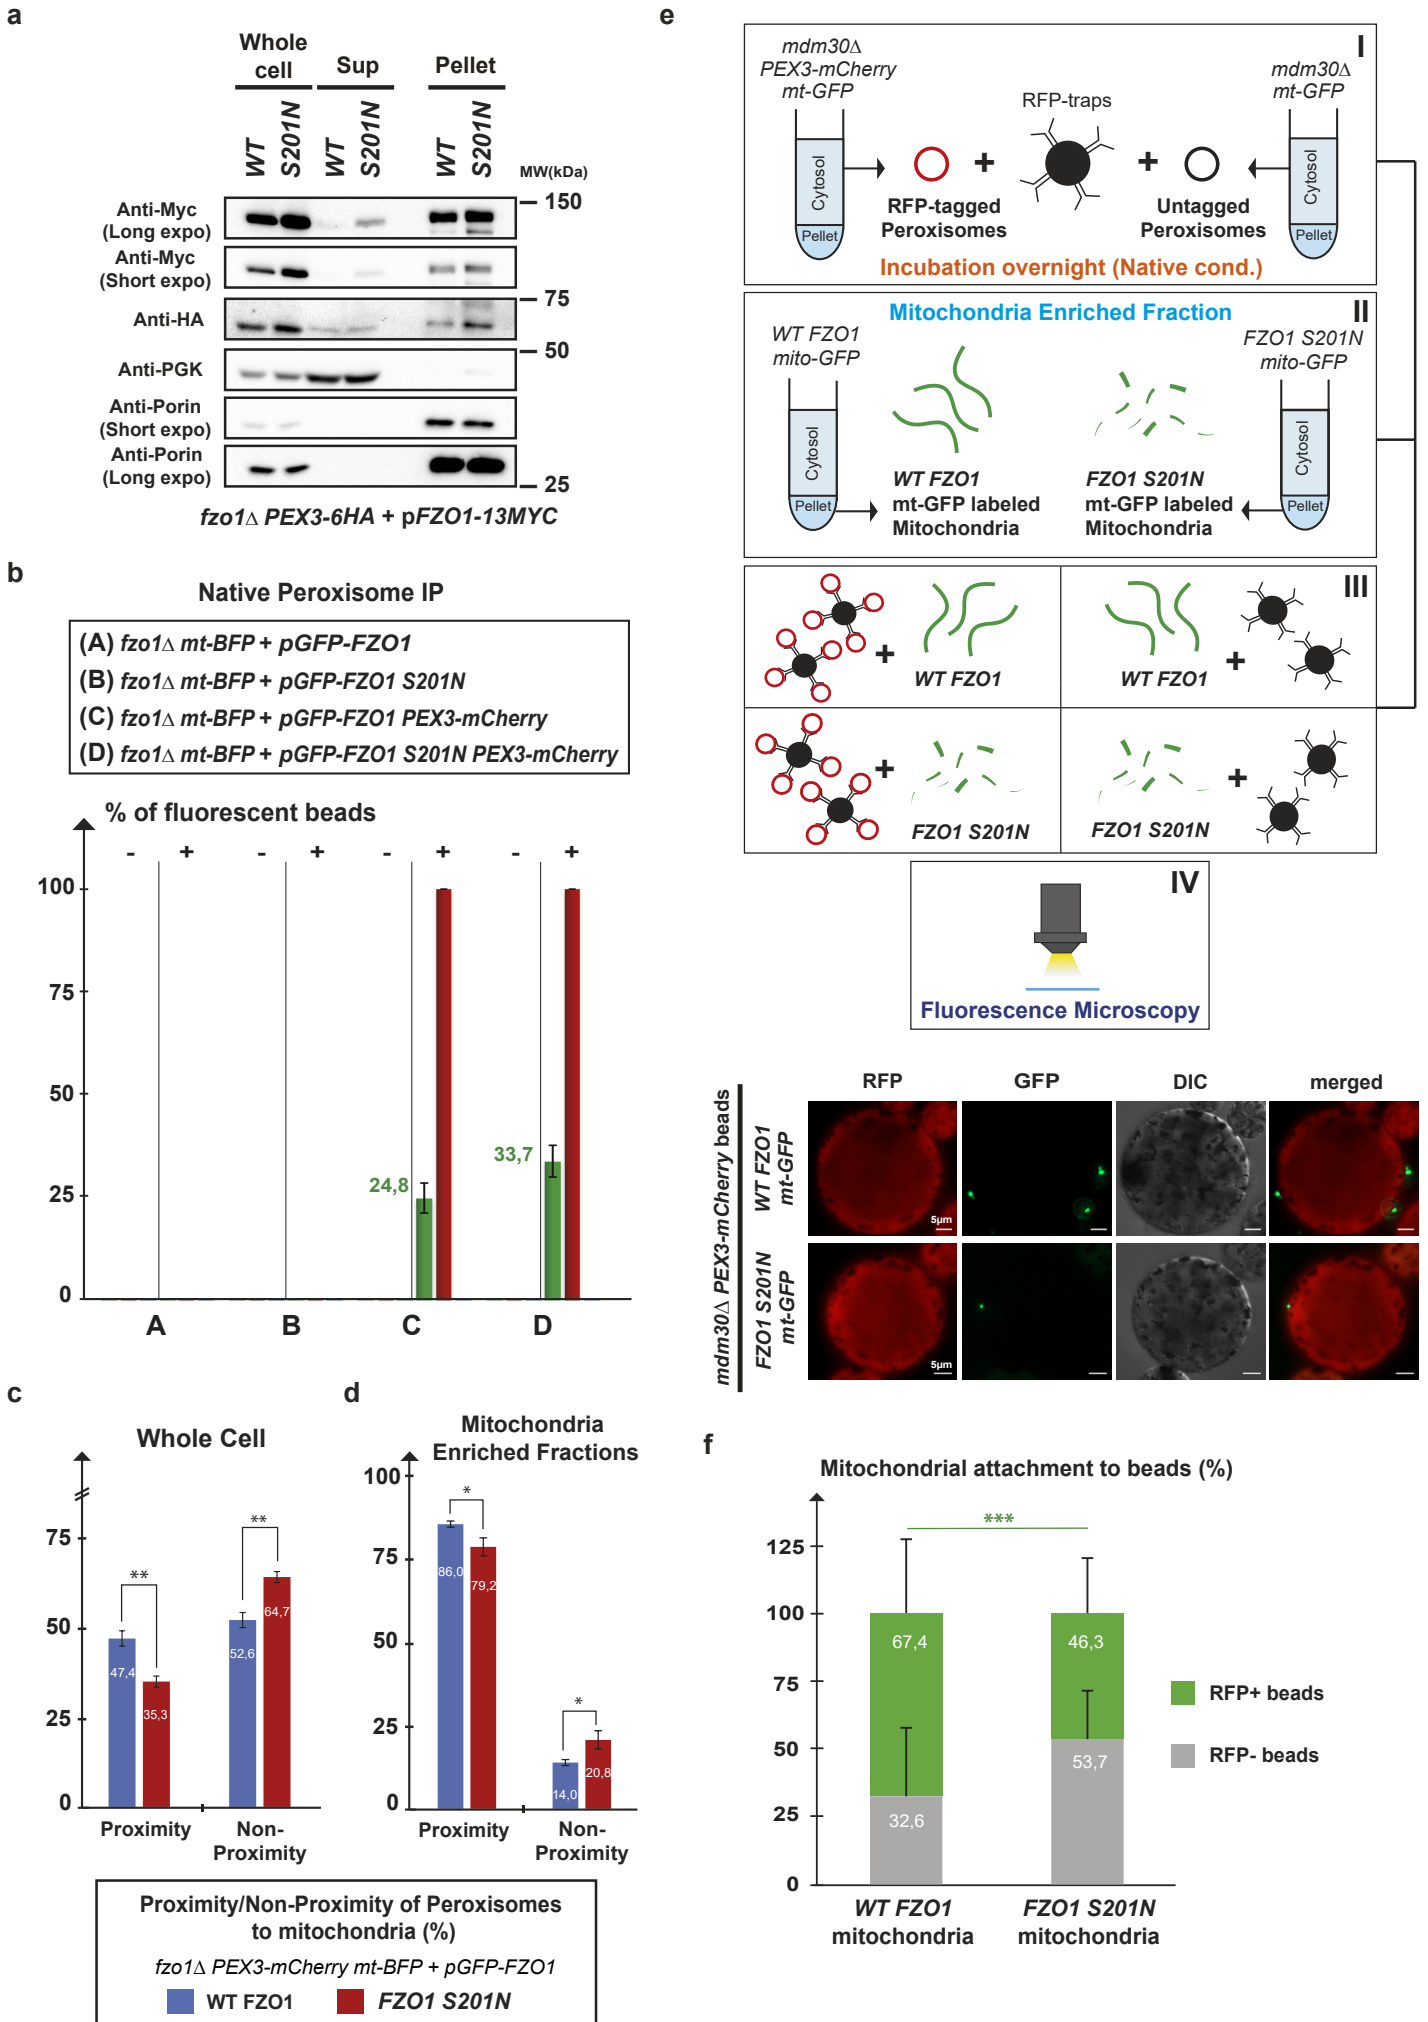 a
Whole
cell
Sup
Pellet
WT
S201N
WT
S201N
WT
S201N
MW(kDa)
Anti-Myc
(Long expo)
Anti-Myc
(Short expo)
Anti-HA
Anti-PGK
Anti-Porin
(Short expo)
Anti-Porin
(Long expo)
150
75
50
25
fzo1Δ PEX3-6HA + pFZO1-13MYC
b
Native Peroxisome IP
(A) fzo1Δ mt-BFP + pGFP-FZO1
(B) fzo1Δ mt-BFP + pGFP-FZO1 S201N
(C) fzo1Δ mt-BFP + pGFP-FZO1 PEX3-mCherry
(D) fzo1Δ mt-BFP + pGFP-FZO1 S201N PEX3-mCherry
% of fluorescent beads
- + - + - + - +
100
75
50
25
0
24,8
33,7
A B C D
c
Whole Cell
75
50
25
0
**
**
47,4
35,3
52,6
64,7
Proximity
Non-
Proximity
d
Mitochondria
Enriched Fractions
100
75
50
25
0
*
*
86,0
79,2
14,0
20,8
Proximity
Non-
Proximity
Proximity/Non-Proximity of Peroxisomes
to mitochondria (%)
fzo1Δ PEX3-mCherry mt-BFP + pGFP-FZO1
WT FZO1
FZO1 S201N
e
I
mdm30Δ
PEX3-mCherry
mt-GFP
RFP-traps
mdm30Δ
mt-GFP
Cytosol
Pellet
+
+
Cytosol
Pellet
RFP-tagged
Peroxisomes
Untagged
Peroxisomes
Incubation overnight (Native cond.)
II
Mitochondria Enriched Fraction
WT FZO1
mito-GFP
FZO1 S201N
mito-GFP
Cytosol
Pellet
Cytosol
Pellet
WT FZO1
mt-GFP labeled
Mitochondria
FZO1 S201N
mt-GFP labeled
Mitochondria
III
+
WT FZO1
WT FZO1
+
+
FZO1 S201N
FZO1 S201N
+
IV
Fluorescence Microscopy
RFP
GFP
DIC
merged
mdm30Δ PEX3-mCherry beads
WT FZO1
mt-GFP
5µm
FZO1 S201N
mt-GFP
5µm
f
Mitochondrial attachment to beads (%)
***
125
100
75
50
25
0
67,4
32,6
46,3
53,7
WT FZO1
mitochondria
FZO1 S201N
mitochondria
RFP+ beads
RFP- beads